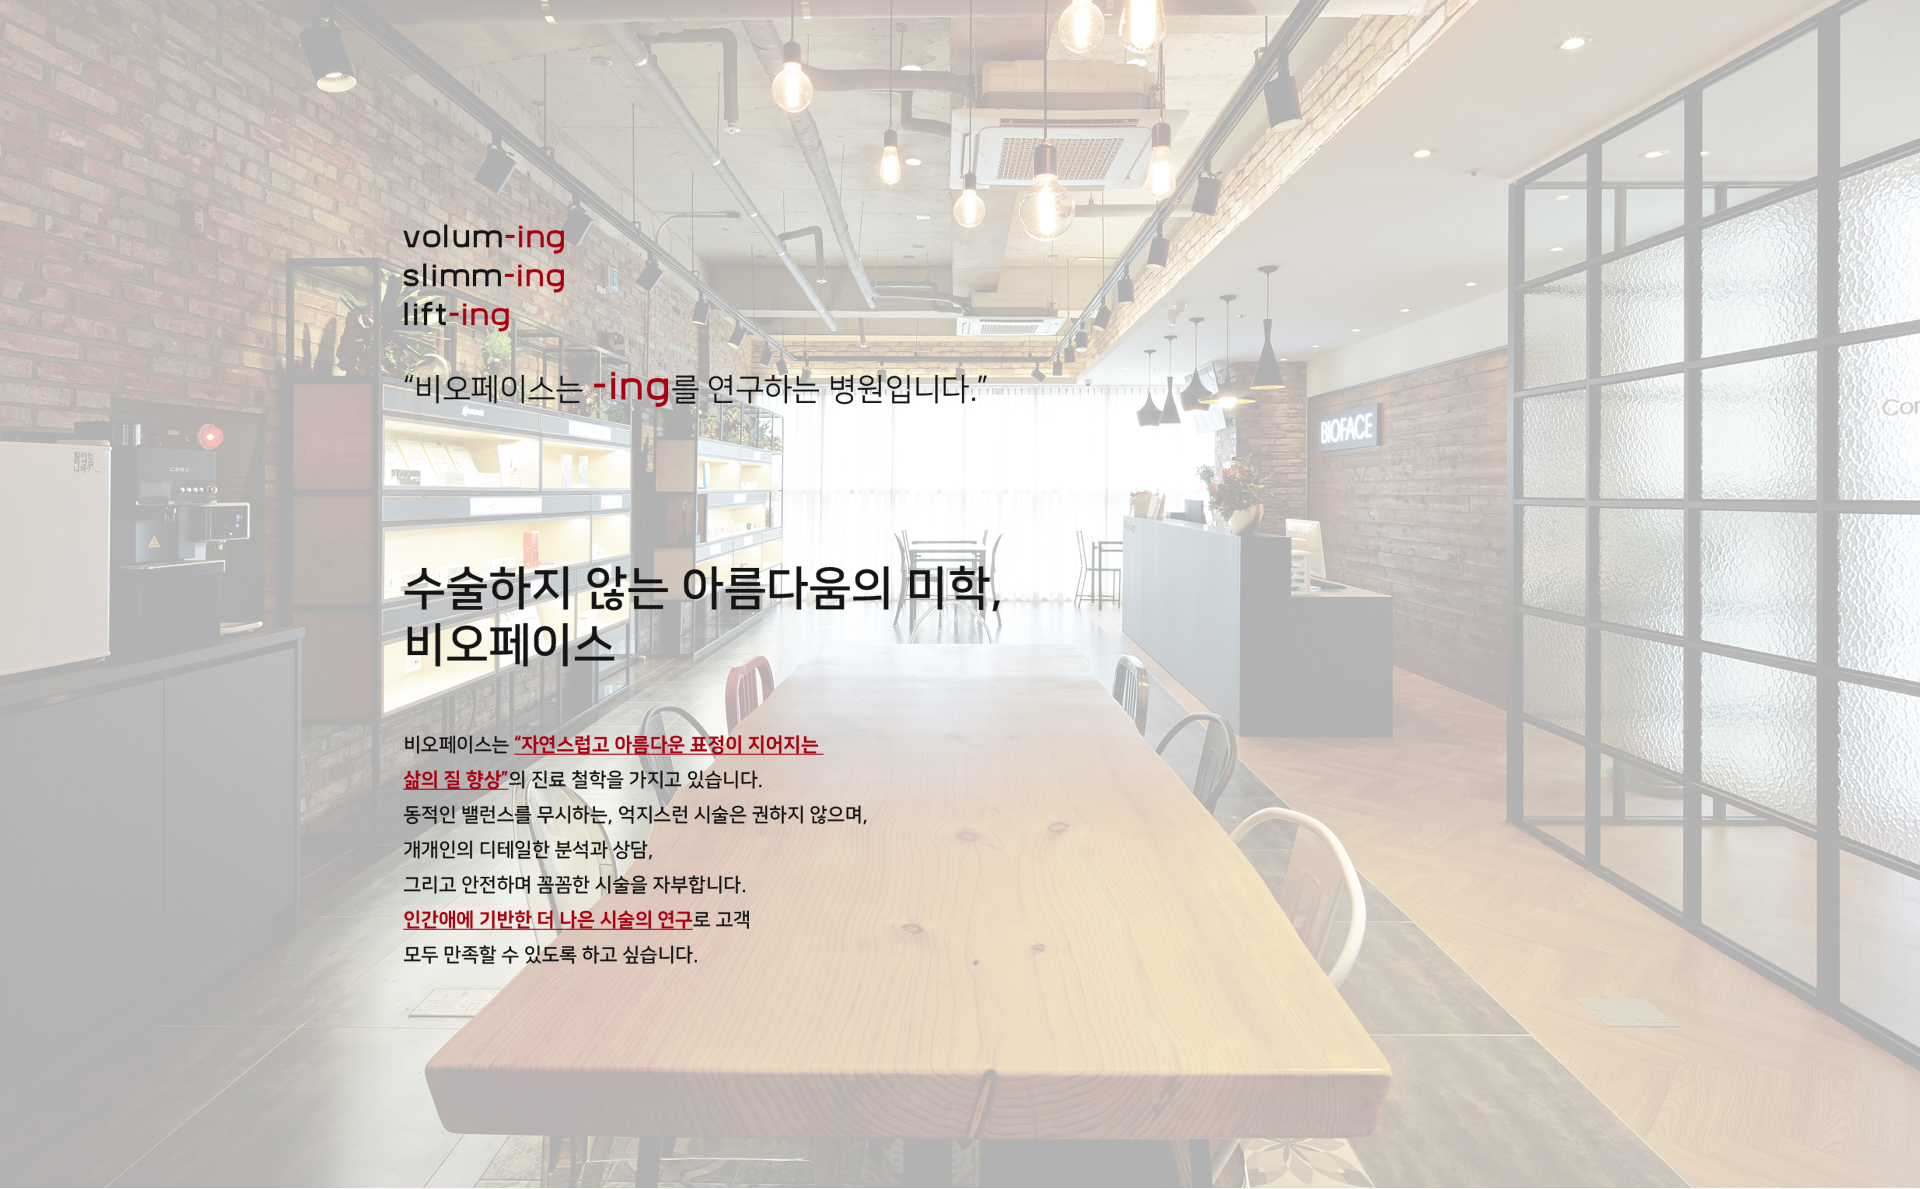 volum-ing
slimm-ing
lift-ing
“비오페이스는 -ing를 연구하는 병원입니다.”
BIOFACE
수술하지 않는 아름다움의 미학,
비오페이스
비오페이스는 “자연스럽고 아름다운 표정이 지어지는
삶의 질 향상”의 진료 철학을 가지고 있습니다.
동적인 밸런스를 무시하는, 억지스런 시술은 권하지 않으며,
개개인의 디테일한 분석과 상담,
그리고 안전하며 꼼꼼한 시술을 자부합니다.
인간애에 기반한 더 나은 시술의 연구로 고객
모두 만족할 수 있도록 하고 싶습니다.